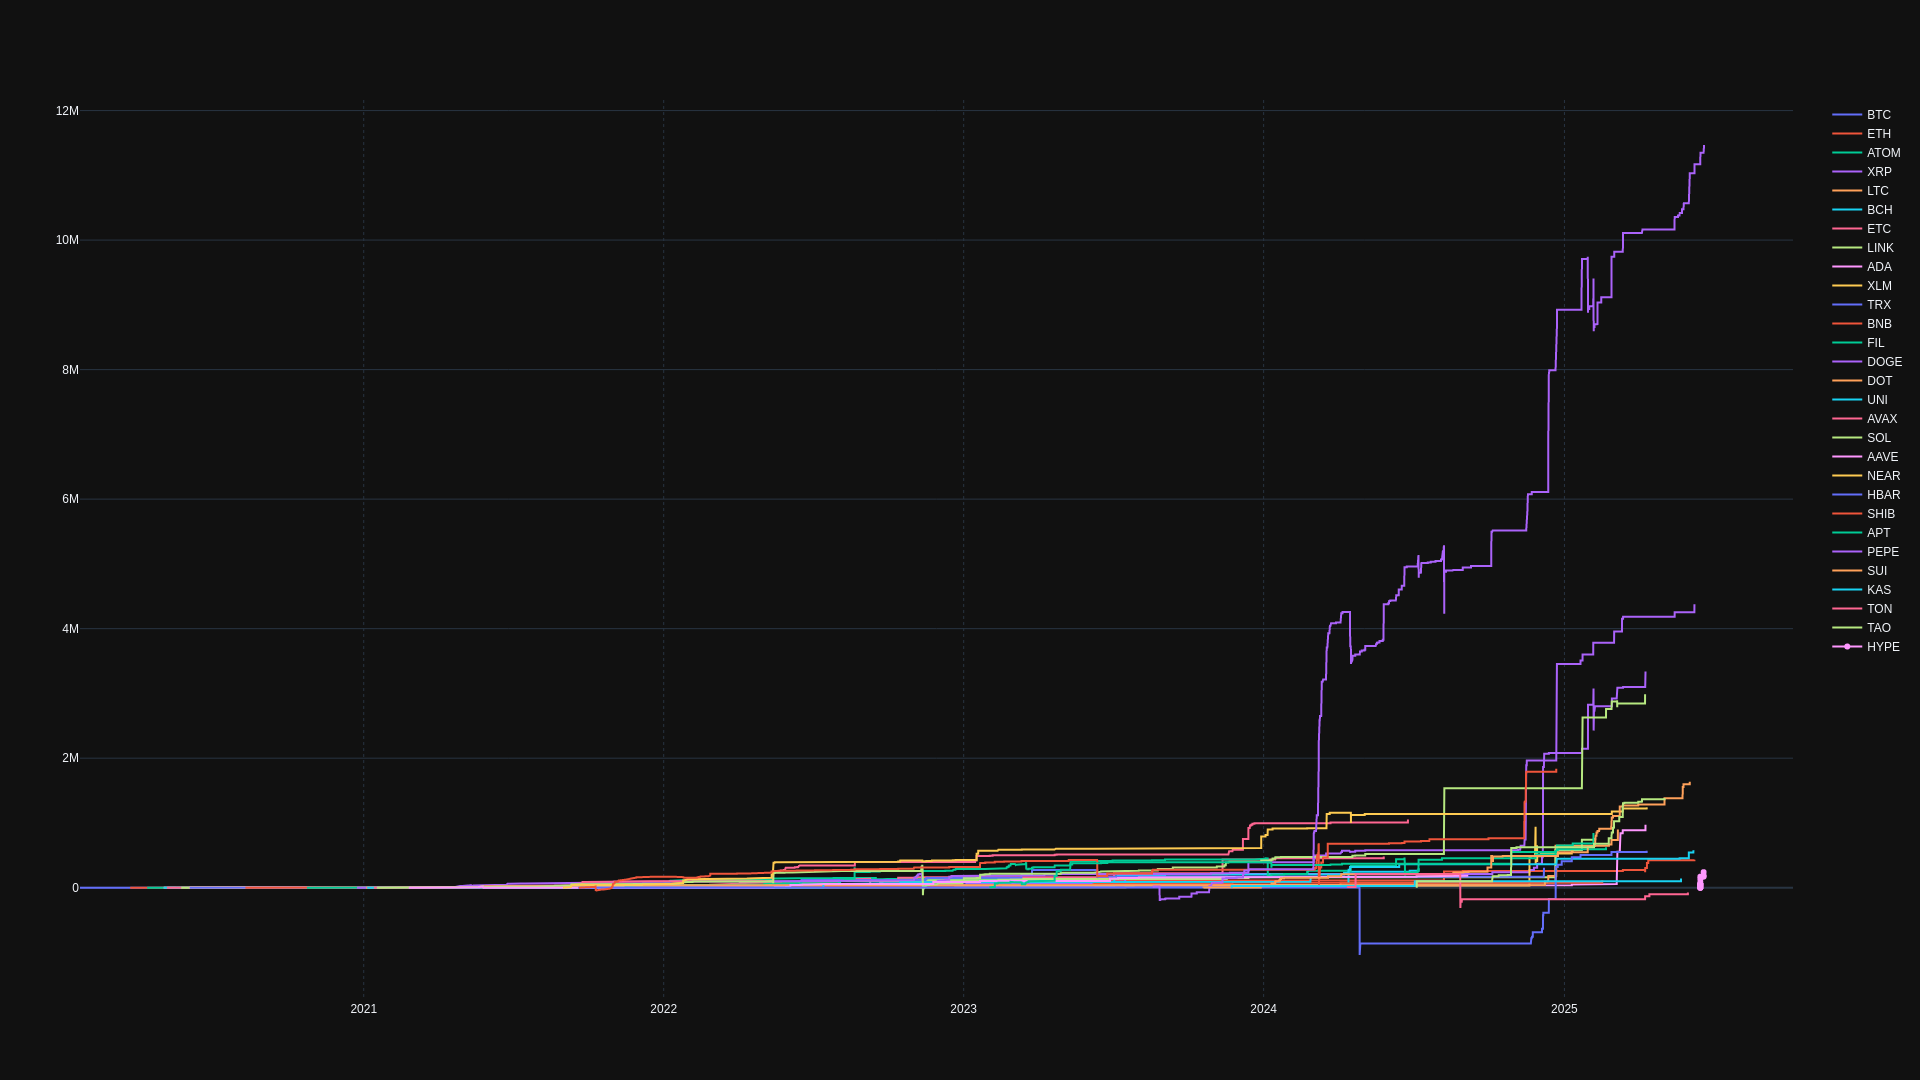 12M
10M
8M
6M
4M
2M
0
2021
2022
2023
2024
2025
BTC
ETH
ATOM
XRP
LTC
BCH
ETC
LINK
ADA
XLM
TRX
BNB
FIL
DOGE
DOT
UNI
AVAX
SOL
AAVE
NEAR
HBAR
SHIB
APT
PEPE
SUI
KAS
TON
TAO
HYPE